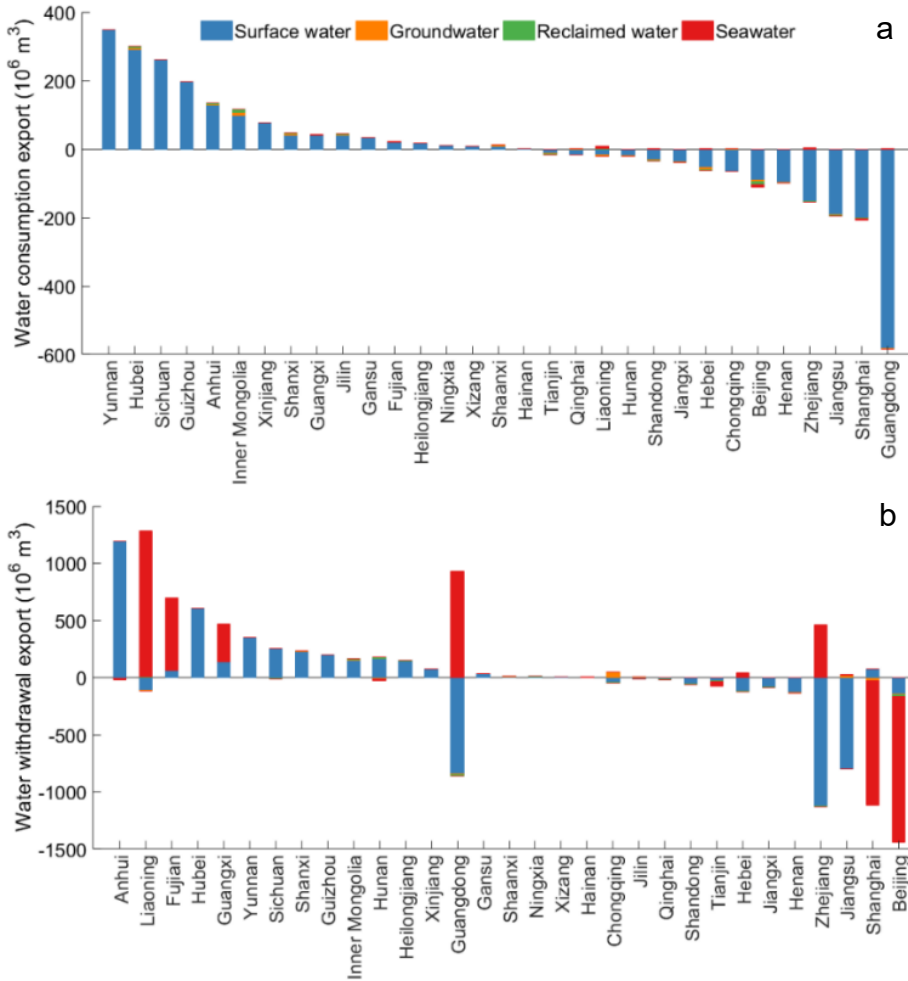 a
Surface water Groundwater Reclaimed water Seawater
Water consumption export (10⁶ m³)
400
200
0
-200
-400
-600
Yunnan
Hubei
Sichuan
Guizhou
Anhui
Inner Mongolia
Xinjiang
Shanxi
Guangxi
Jilin
Gansu
Fujian
Heilongjiang
Ningxia
Xizang
Shaanxi
Hainan
Tianjin
Qinghai
Liaoning
Hunan
Shandong
Jiangxi
Hebei
Chongqing
Beijing
Henan
Zhejiang
Jiangsu
Shanghai
Guangdong
b
Water withdrawal export (10⁶ m³)
1500
1000
500
0
-500
-1000
-1500
Anhui
Liaoning
Fujian
Hubei
Guangxi
Yunnan
Sichuan
Shanxi
Guizhou
Inner Mongolia
Hunan
Heilongjiang
Xinjiang
Guangdong
Gansu
Shaanxi
Ningxia
Xizang
Hainan
Chongqing
Jilin
Qinghai
Shandong
Tianjin
Hebei
Jiangxi
Henan
Zhejiang
Jiangsu
Shanghai
Beijing